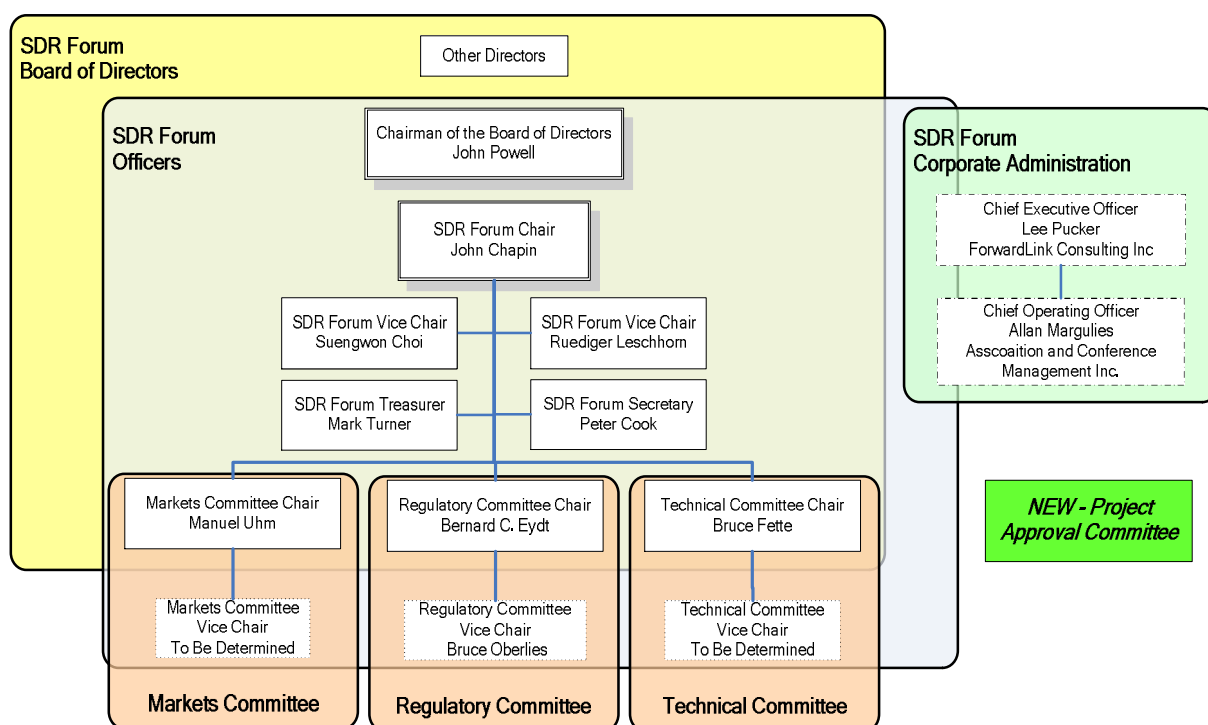 SDR Forum
Board of Directors
Other Directors
SDR Forum
Officers
Chairman of the Board of Directors
John Powell
SDR Forum Chair
John Chapin
SDR Forum Vice Chair
Suengwon Choi
SDR Forum Vice Chair
Ruediger Leschhorn
SDR Forum Treasurer
Mark Turner
SDR Forum Secretary
Peter Cook
SDR Forum
Corporate Administration
Chief Executive Officer
Lee Pucker
ForwardLink Consulting Inc
Chief Operating Officer
Allan Margulies
Asscoaition and Conference
Management Inc.
Markets Committee Chair
Manuel Uhm
Regulatory Committee Chair
Bernard C. Eydt
Technical Committee Chair
Bruce Fette
NEW - Project
Approval Committee
Markets Committee
Vice Chair
To Be Determined
Regulatory Committee
Vice Chair
Bruce Oberlies
Technical Committee
Vice Chair
To Be Determined
Markets Committee
Regulatory Committee
Technical Committee